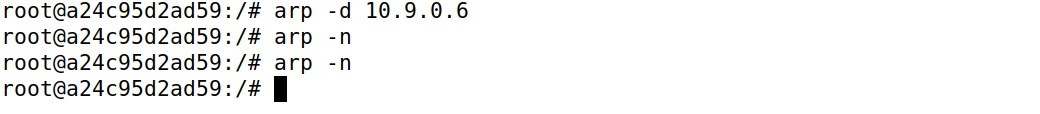 root@a24c95d2ad59:/# arp -d 10.9.0.6
root@a24c95d2ad59:/# arp -n
root@a24c95d2ad59:/# arp -n
root@a24c95d2ad59:/#